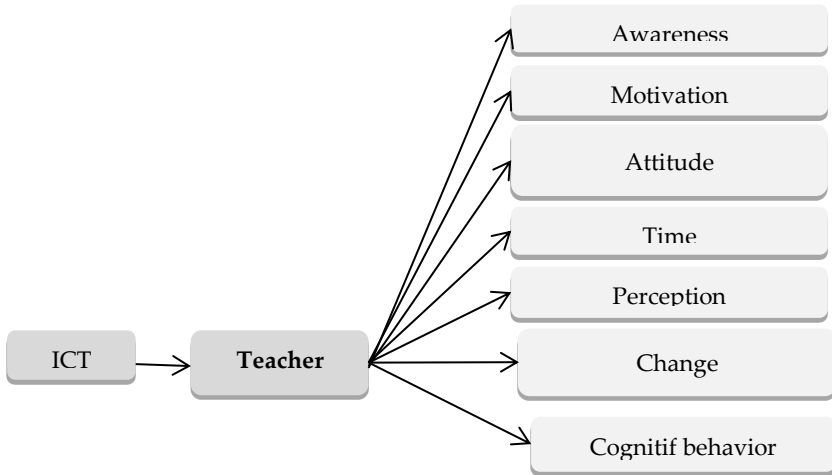 Awareness
Motivation
Attitude
Time
Perception
ICT
Teacher
Change
Cognitif behavior